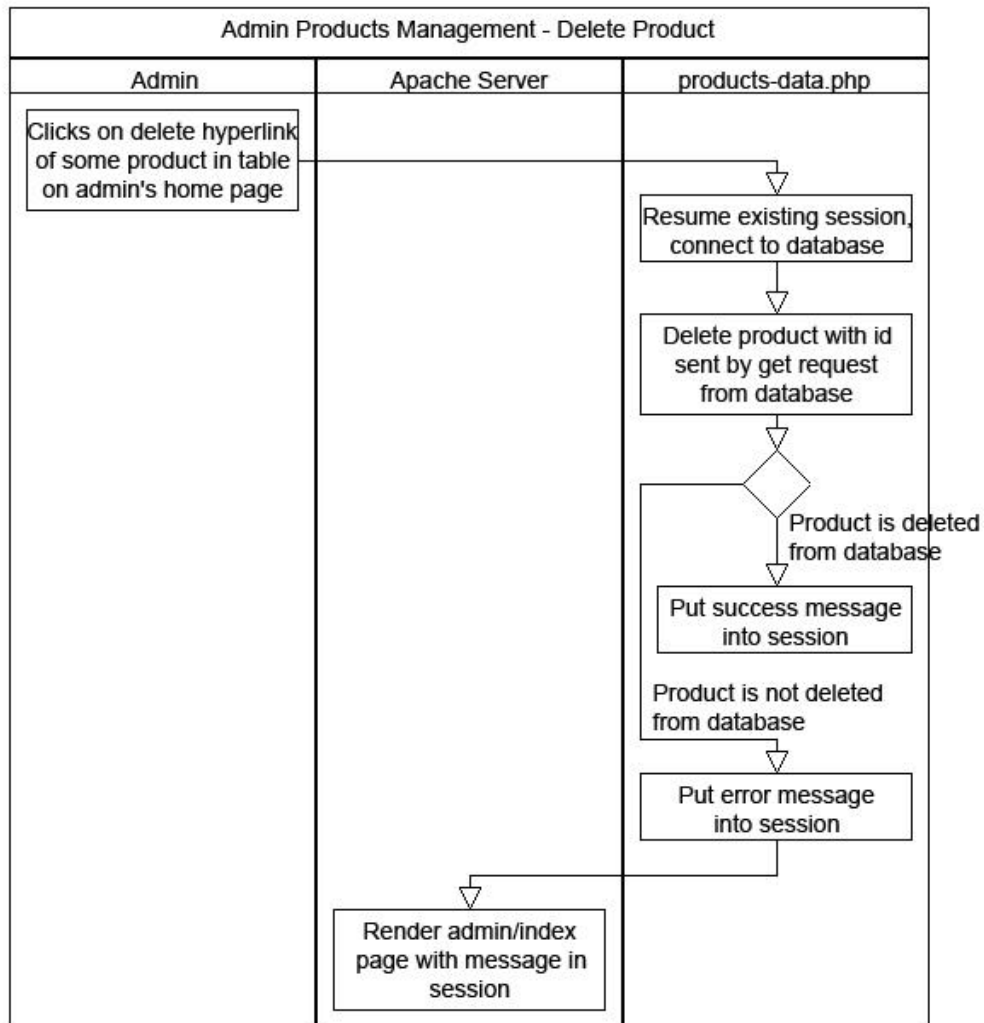 Admin Products Management - Delete Product
Admin
Apache Server
products-data.php
Clicks on delete hyperlink
of some product in table
on admin's home page
Resume existing session,
connect to database
Delete product with id
sent by get request
from database
Product is deleted
from database
Put success message
into session
Product is not deleted
from database
Put error message
into session
Render admin/index
page with message in
session